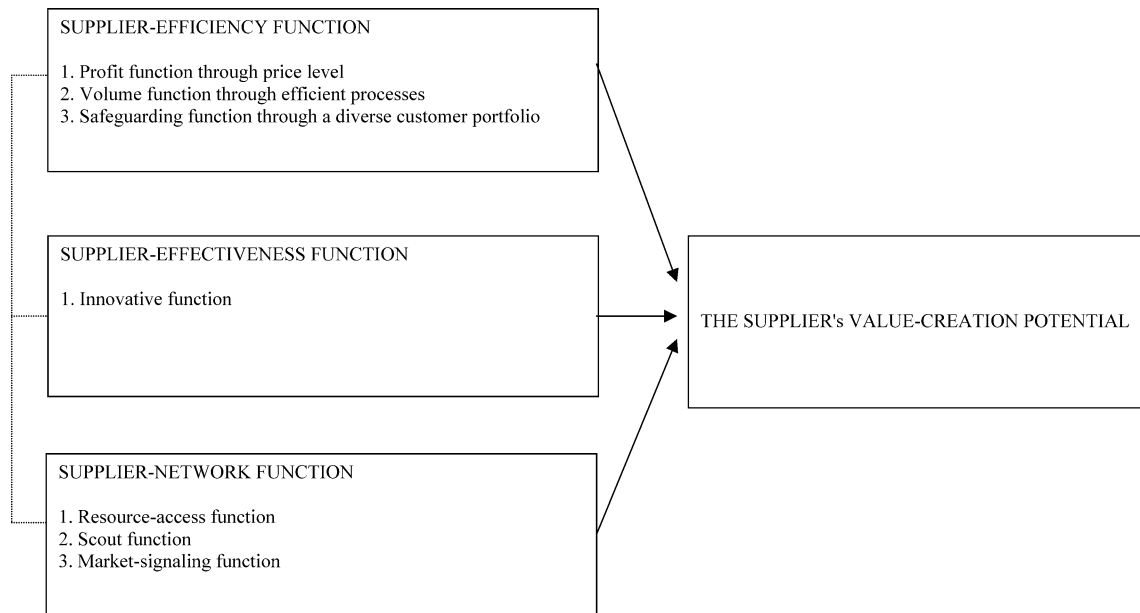 SUPPLIER-EFFICIENCY FUNCTION
1. Profit function through price level
2. Volume function through efficient processes
3. Safeguarding function through a diverse customer portfolio
SUPPLIER-EFFECTIVENESS FUNCTION
1. Innovative function
THE SUPPLIER's VALUE-CREATION POTENTIAL
SUPPLIER-NETWORK FUNCTION
1. Resource-access function
2. Scout function
3. Market-signaling function